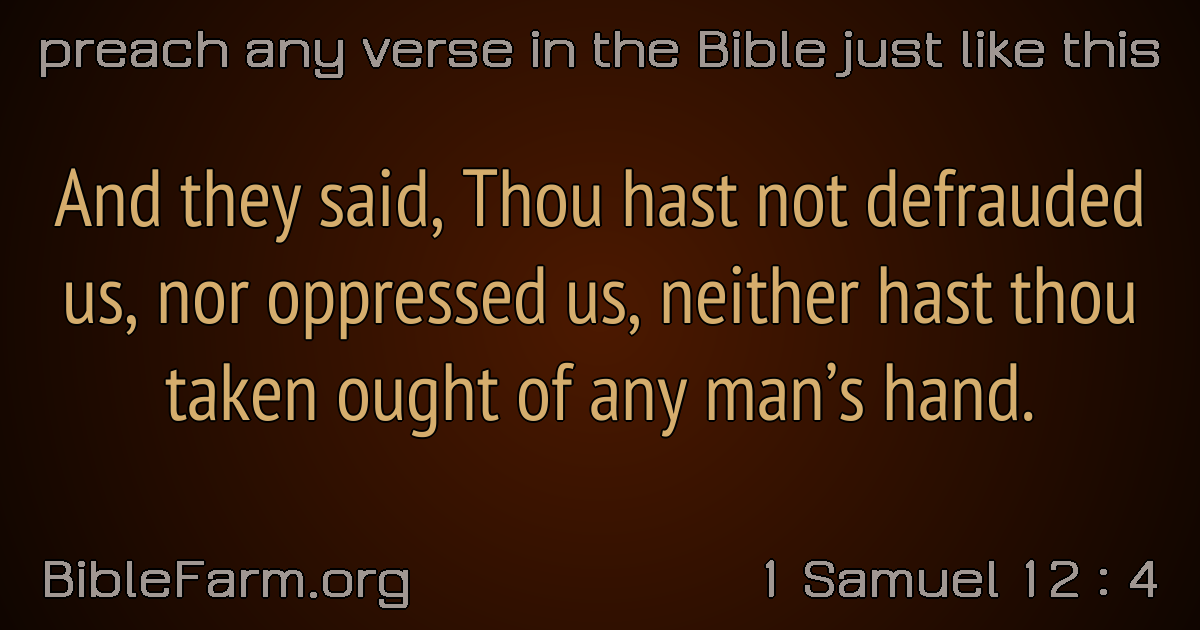 preach any verse in the Bible just like this
And they said, Thou hast not defrauded
us, nor oppressed us, neither hast thou
taken ought of any man’s hand.
BibleFarm.org
1 Samuel 12 : 4